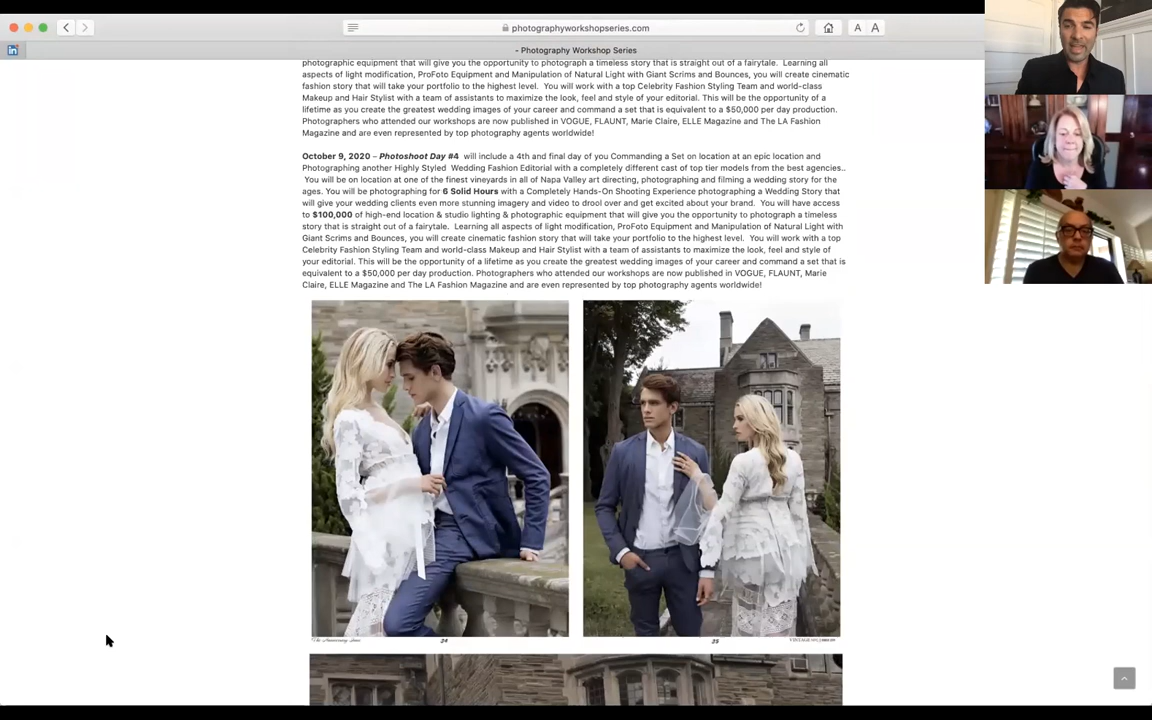 photographyworkshopseries.com
A A
in
- Photography Workshop Series
photographic equipment that will give you the opportunity to photograph a timeless story that is straight out of a fairytale. Learning all
aspects of light modification, ProFoto Equipment and Manipulation of Natural Light with Giant Scrims and Bounces, you will create cinematic
fashion story that will take your portfolio to the highest level. You will work with a top Celebrity Fashion Styling Team and world-class
Makeup and Hair Stylist with a team of assistants to maximize the look, feel and style of your editorial. This will be the opportunity of a
lifetime as you create the greatest wedding images of your career and command a set that is equivalent to a $50,000 per day production.
Photographers who attended our workshops are now published in VOGUE, FLAUNT, Marie Claire, ELLE Magazine and The LA Fashion
Magazine and are even represented by top photography agents worldwide!
October 9, 2020 – Photoshoot Day #4 will include a 4th and final day of you Commanding a Set on location at an epic location and
Photographing another Highly Styled Wedding Fashion Editorial with a completely different cast of top tier models from the best agencies..
You will be on location at one of the finest vineyards in all of Napa Valley art directing, photographing and filming a wedding story for the
ages. You will be photographing for 6 Solid Hours with a Completely Hands-On Shooting Experience photographing a Wedding Story that
will give your wedding clients even more stunning imagery and video to drool over and get excited about your brand. You will have access
to $100,000 of high-end location & studio lighting & photographic equipment that will give you the opportunity to photograph a timeless
story that is straight out of a fairytale. Learning all aspects of light modification, ProFoto Equipment and Manipulation of Natural Light with
Giant Scrims and Bounces, you will create cinematic fashion story that will take your portfolio to the highest level. You will work with a top
Celebrity Fashion Styling Team and world-class Makeup and Hair Stylist with a team of assistants to maximize the look, feel and style of
your editorial. This will be the opportunity of a lifetime as you create the greatest wedding images of your career and command a set that is
equivalent to a $50,000 per day production. Photographers who attended our workshops are now published in VOGUE, FLAUNT, Marie
Claire, ELLE Magazine and The LA Fashion Magazine and are even represented by top photography agents worldwide!
24
25